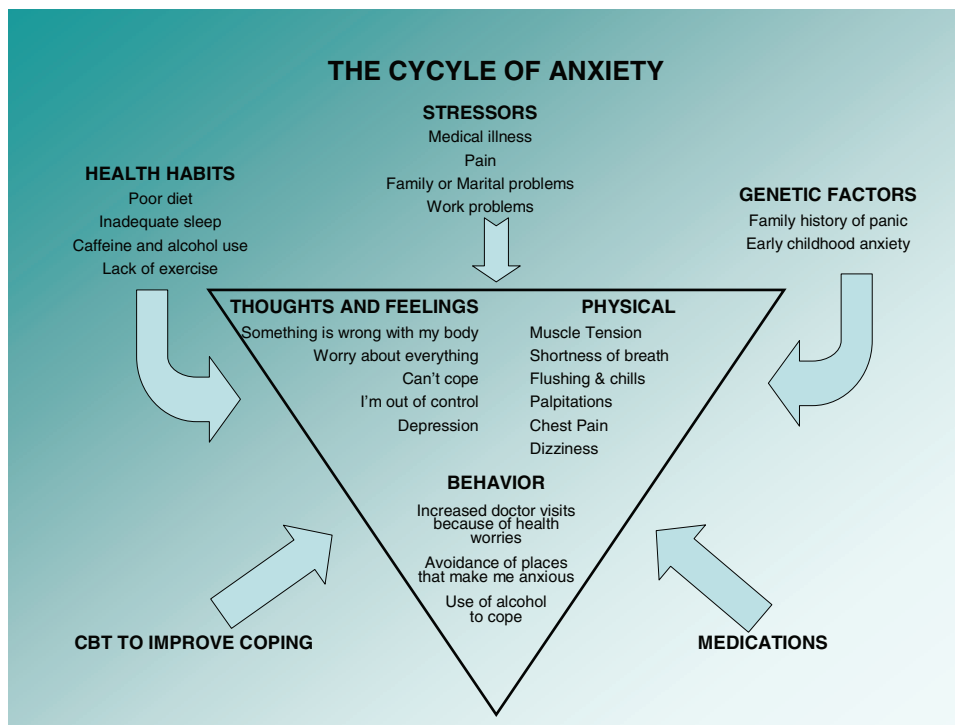 THE CYCYLE OF ANXIETY
STRESSORS
Medical illness
Pain
Family or Marital problems
Work problems
HEALTH HABITS
Poor diet
Inadequate sleep
Caffeine and alcohol use
Lack of exercise
GENETIC FACTORS
Family history of panic
Early childhood anxiety
THOUGHTS AND FEELINGS
Something is wrong with my body
Worry about everything
Can't cope
I'm out of control
Depression
PHYSICAL
Muscle Tension
Shortness of breath
Flushing & chills
Palpitations
Chest Pain
Dizziness
BEHAVIOR
Increased doctor visits
because of health
worries
Avoidance of places
that make me anxious
Use of alcohol
to cope
CBT TO IMPROVE COPING
MEDICATIONS